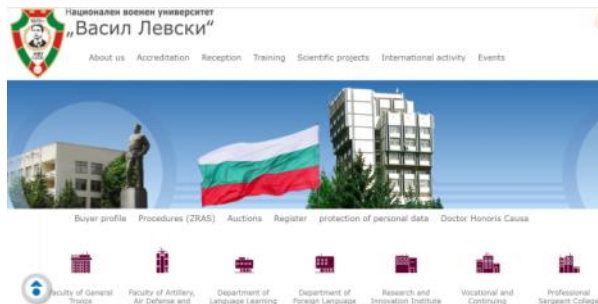 Национален военен университет
„Васил Левски“
About us Accreditation Reception Training Scientific projects International activity Events
Buyer profile Procedures (ZRAS) Auctions Register protection of personal data Doctor Honoris Causa
Faculty of General Troops
Faculty of Artillery, Air Defense and
Department of Language Learning
Department of Foreign Language
Research and Innovation Institute
Vocational and Continuing
Professional Sergeant College